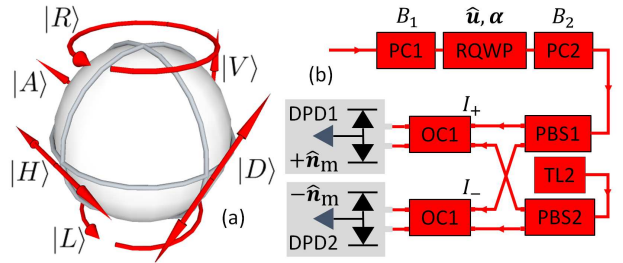 |R⟩
|A⟩
|V⟩
|H⟩
|D⟩
|L⟩
(a)
B₁
û, α
B₂
PC1
RQWP
PC2
(b)
DPD1
+n̂ₘ
OC1
I₊
PBS1
TL2
−n̂ₘ
DPD2
OC1
I₋
PBS2